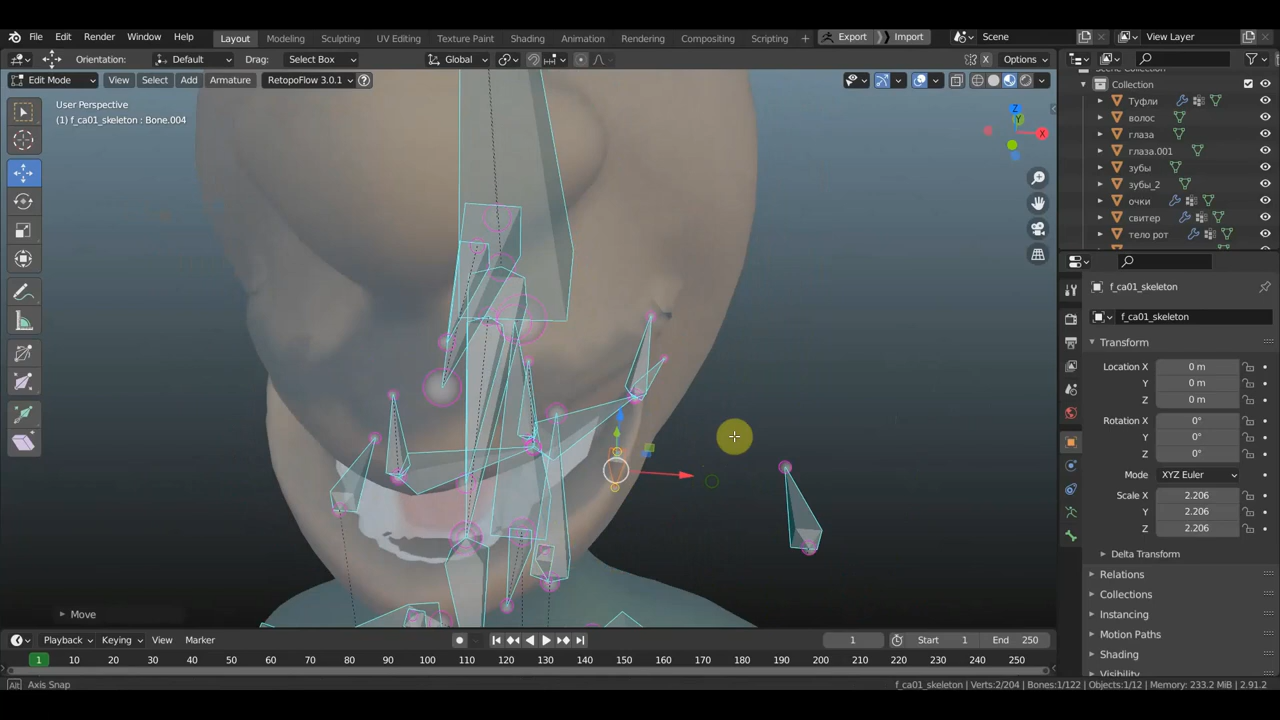 File Edit Render Window Help Layout Modeling Sculpting UV Editing Texture Paint Shading Animation Rendering Compositing Scripting + Export Import Scene View Layer
Orientation: Default Drag: Select Box Global X Options
Edit Mode View Select Add Armature RetopoFlow 3.0.1 ?
User Perspective
(1) f_ca01_skeleton : Bone.004
Z
Y
X
Collection
Туфли
волос
глаза
глаза.001
зубы
зубы_2
очки
свитер
тело рот
f_ca01_skeleton
f_ca01_skeleton
Transform
Location X 0 m
Y 0 m
Z 0 m
Rotation X 0°
Y 0°
Z 0°
Mode XYZ Euler
Scale X 2.206
Y 2.206
Z 2.206
Delta Transform
Relations
Collections
Instancing
Motion Paths
Shading
Visibility
Move
Playback Keying View Marker 1 Start 1 End 250
1 10 20 30 40 50 60 70 80 90 100 110 120 130 140 150 160 170 180 190 200 210 220 230 240 250
Alt Axis Snap f_ca01_skeleton | Verts:2/204 | Bones:1/122 | Objects:1/12 | Memory: 233.2 MiB | 2.91.2